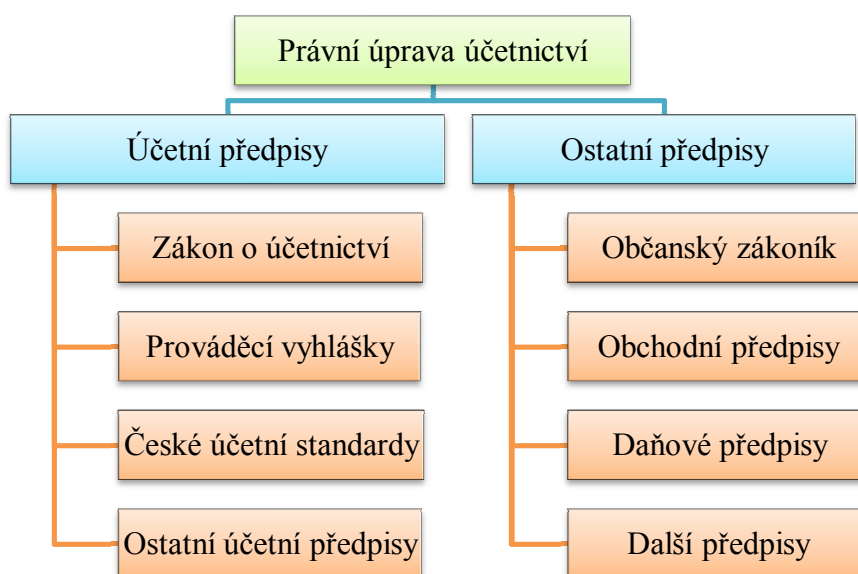 Právní úprava účetnictví
Účetní předpisy
Ostatní předpisy
Zákon o účetnictví
Občanský zákoník
Prováděcí vyhlášky
Obchodní předpisy
České účetní standardy
Daňové předpisy
Ostatní účetní předpisy
Další předpisy